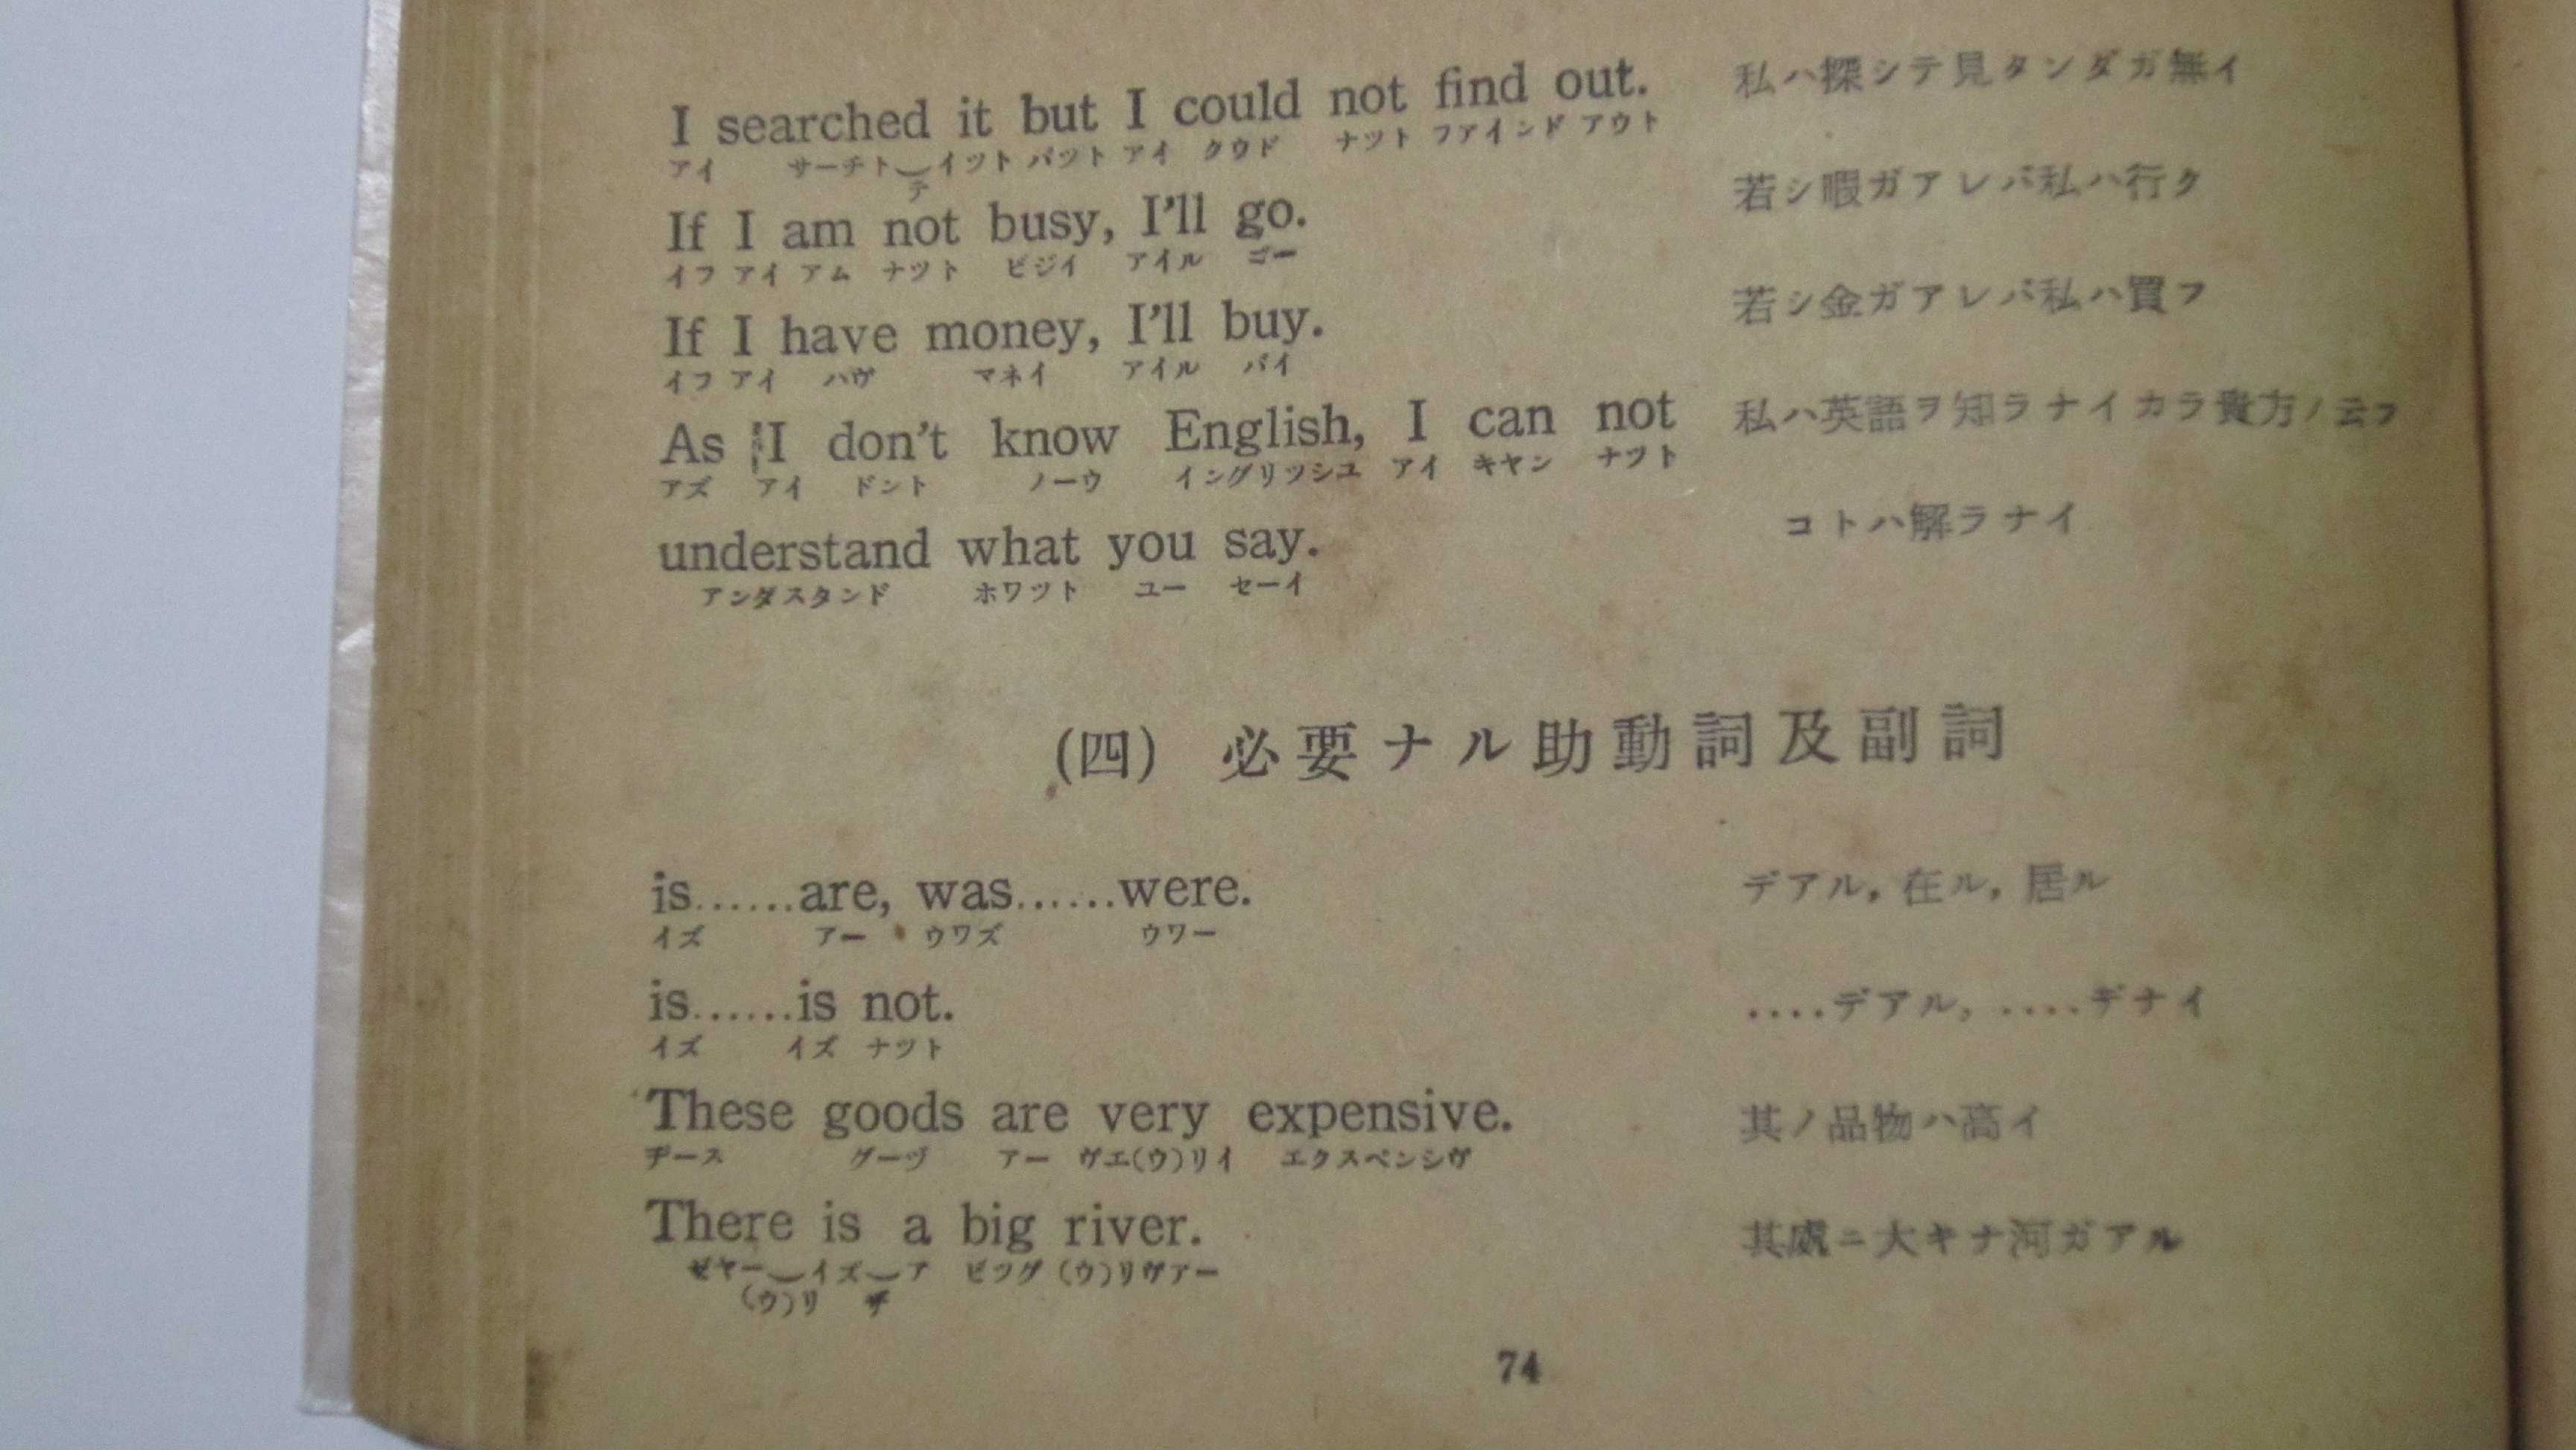 I searched it but I could not find out. 私ハ探シテ見タンダガ無イ
アイ サーチト‿イツト バツト アイ クウド ナツト フアインド アウト
テ
If I am not busy, I'll go. 若シ暇ガアレバ私ハ行ク
イフ アイ アム ナツト ビジイ アイル ゴー
If I have money, I'll buy. 若シ金ガアレバ私ハ買フ
イフ アイ ハヴ マネイ アイル バイ
As I don't know English, I can not 私ハ英語ヲ知ラナイカラ貴方ノ云フ
アズ アイ ドント ノーウ イングリツシユ アイ キヤン ナツト
understand what you say. コトハ解ラナイ
アンダスタンド ホワツト ユー セーイ
(四) 必要ナル助動詞及副詞
is......are, was......were. デアル，在ル，居ル
イズ アー ウワズ ウワー
is......is not. ....デアル，....ヂナイ
イズ イズ ナツト
These goods are very expensive. 其ノ品物ハ高イ
ヂース グーヅ アー ヴエ(ウ)リイ エクスペンシヴ
There is a big river. 其處ニ大キナ河ガアル
ゼヤー‿イズ‿ア ビツグ (ウ)リヴアー
(ウ)リ ザ
74